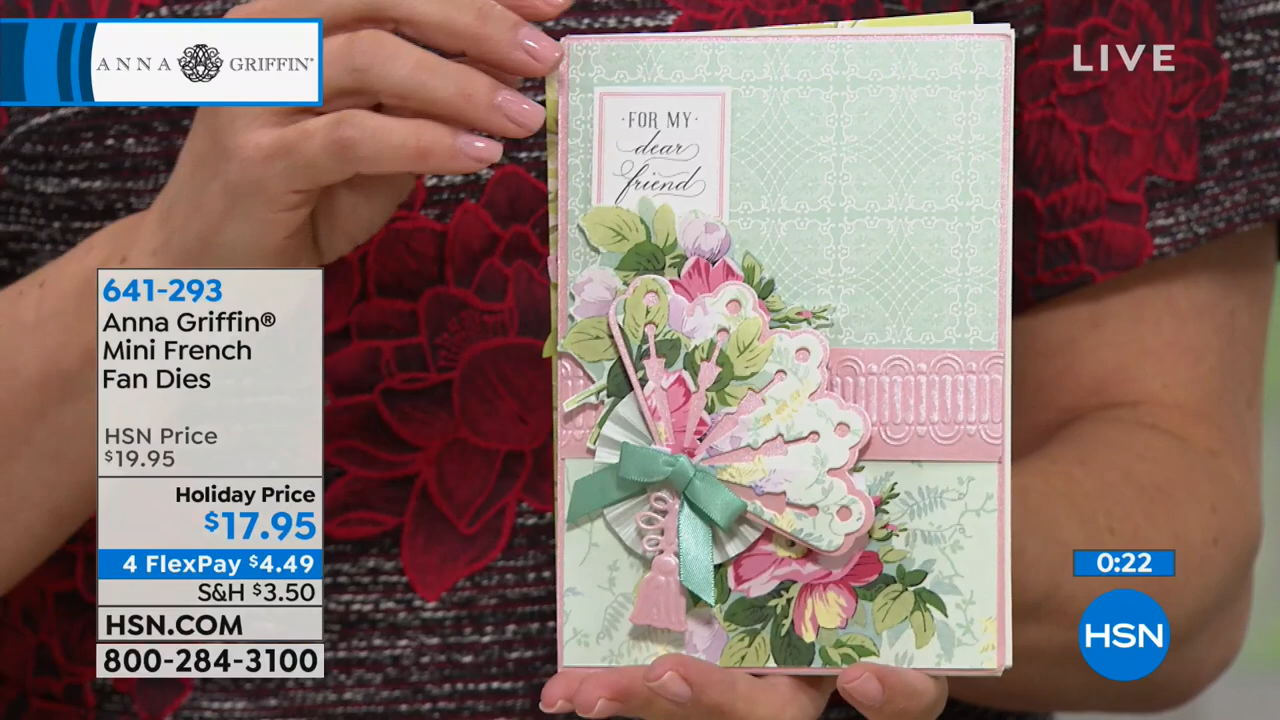 ANNA GRIFFIN®
LIVE
·FOR MY·
dear
friend
641-293
Anna Griffin®
Mini French
Fan Dies
HSN Price
$19.95
Holiday Price
$17.95
4 FlexPay $4.49
S&H $3.50
HSN.COM
800-284-3100
0:22
HSN